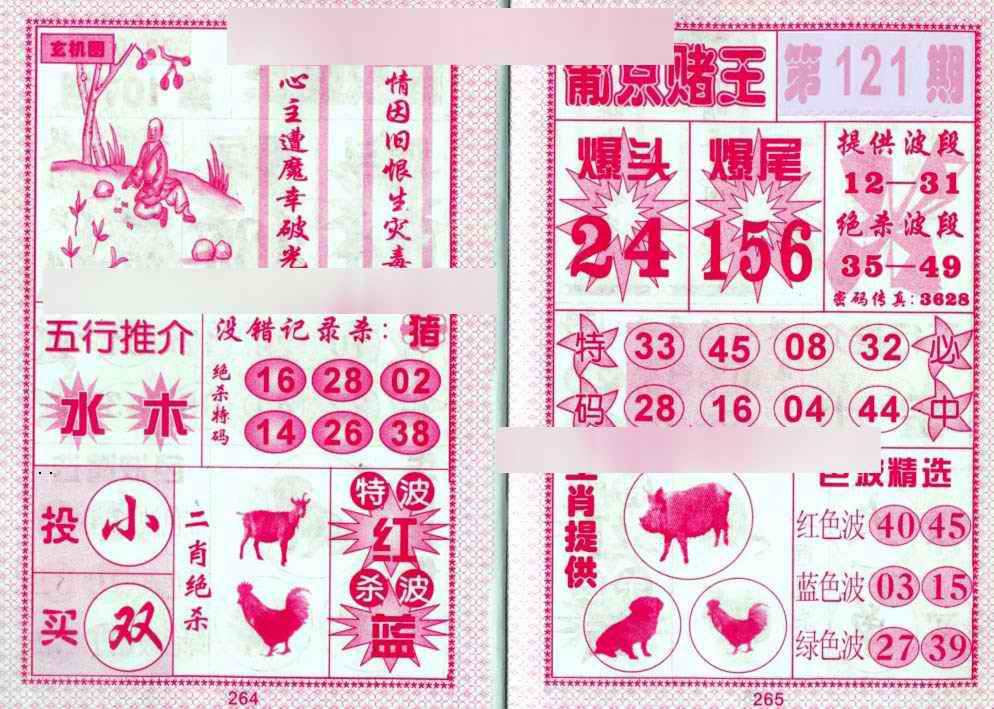 玄机图
情因旧恨生灾毒
心主遭魔幸破光
五行推介
水 木
没错记录杀：猪
绝杀特码
16 28 02
14 26 38
投 小
买 双
二肖绝杀
特波
红
杀波
蓝
264
葡京赌王
第121期
爆头
24
爆尾
156
提供波段
12—31
绝杀波段
35—49
密码传真:3628
特码
33 45 08 32
28 16 04 44
必中
肖提供
色波精选
红色波 40 45
蓝色波 03 15
绿色波 27 39
265